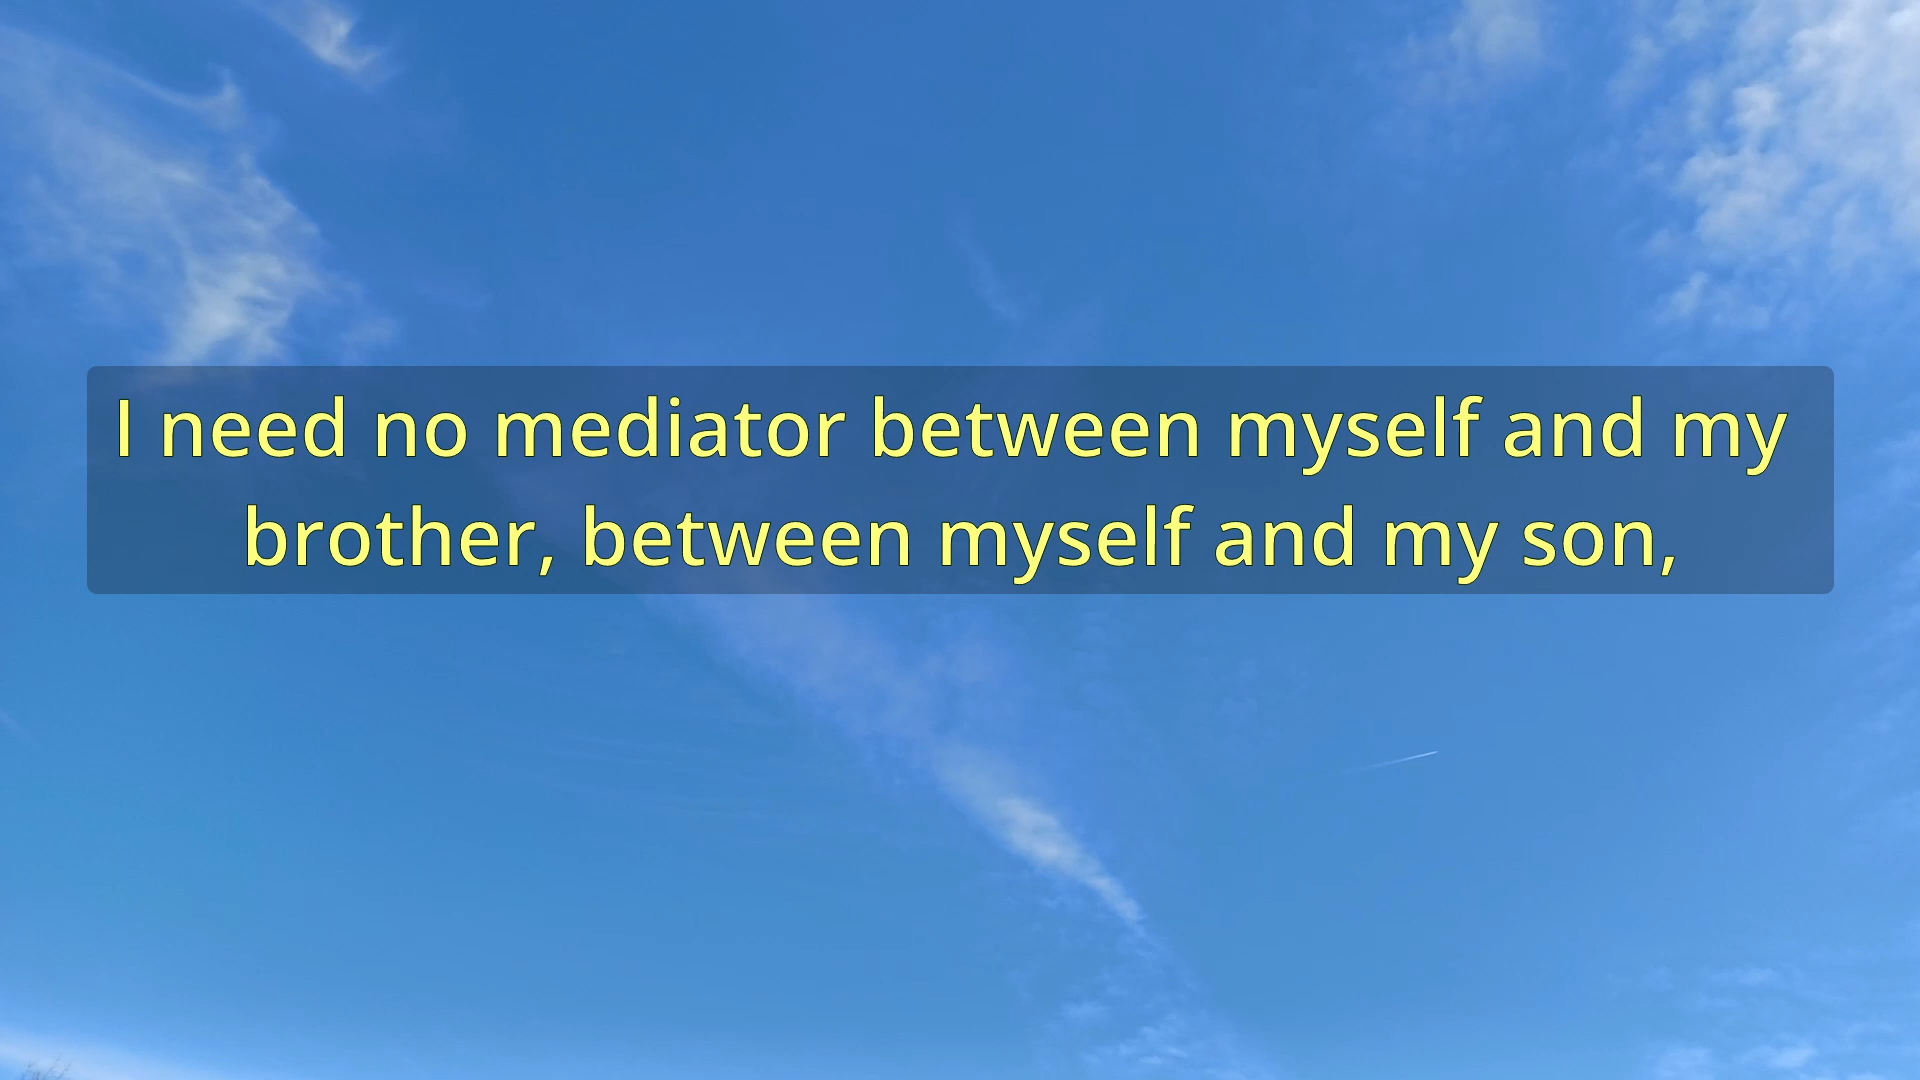 I need no mediator between myself and my
brother, between myself and my son,